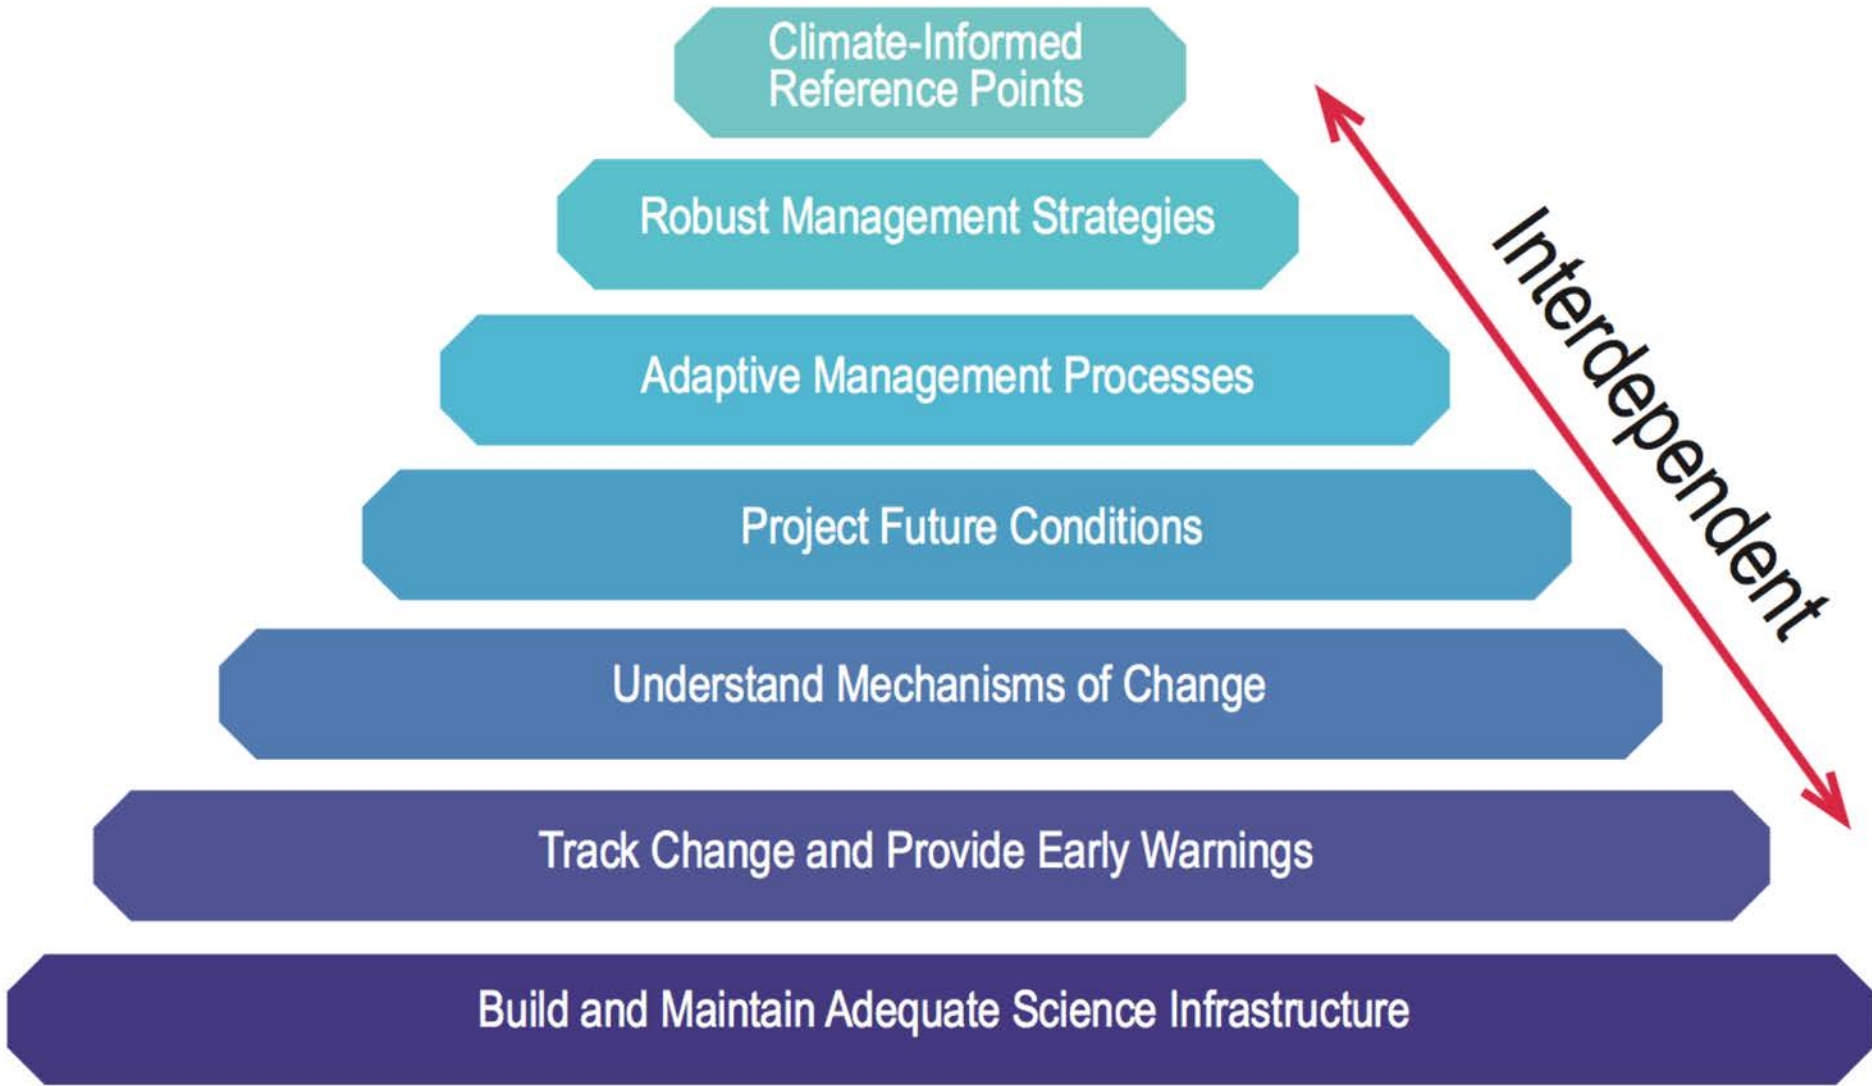 Climate-Informed
Reference Points
Robust Management Strategies
Adaptive Management Processes
Project Future Conditions
Understand Mechanisms of Change
Track Change and Provide Early Warnings
Build and Maintain Adequate Science Infrastructure
Interdependent